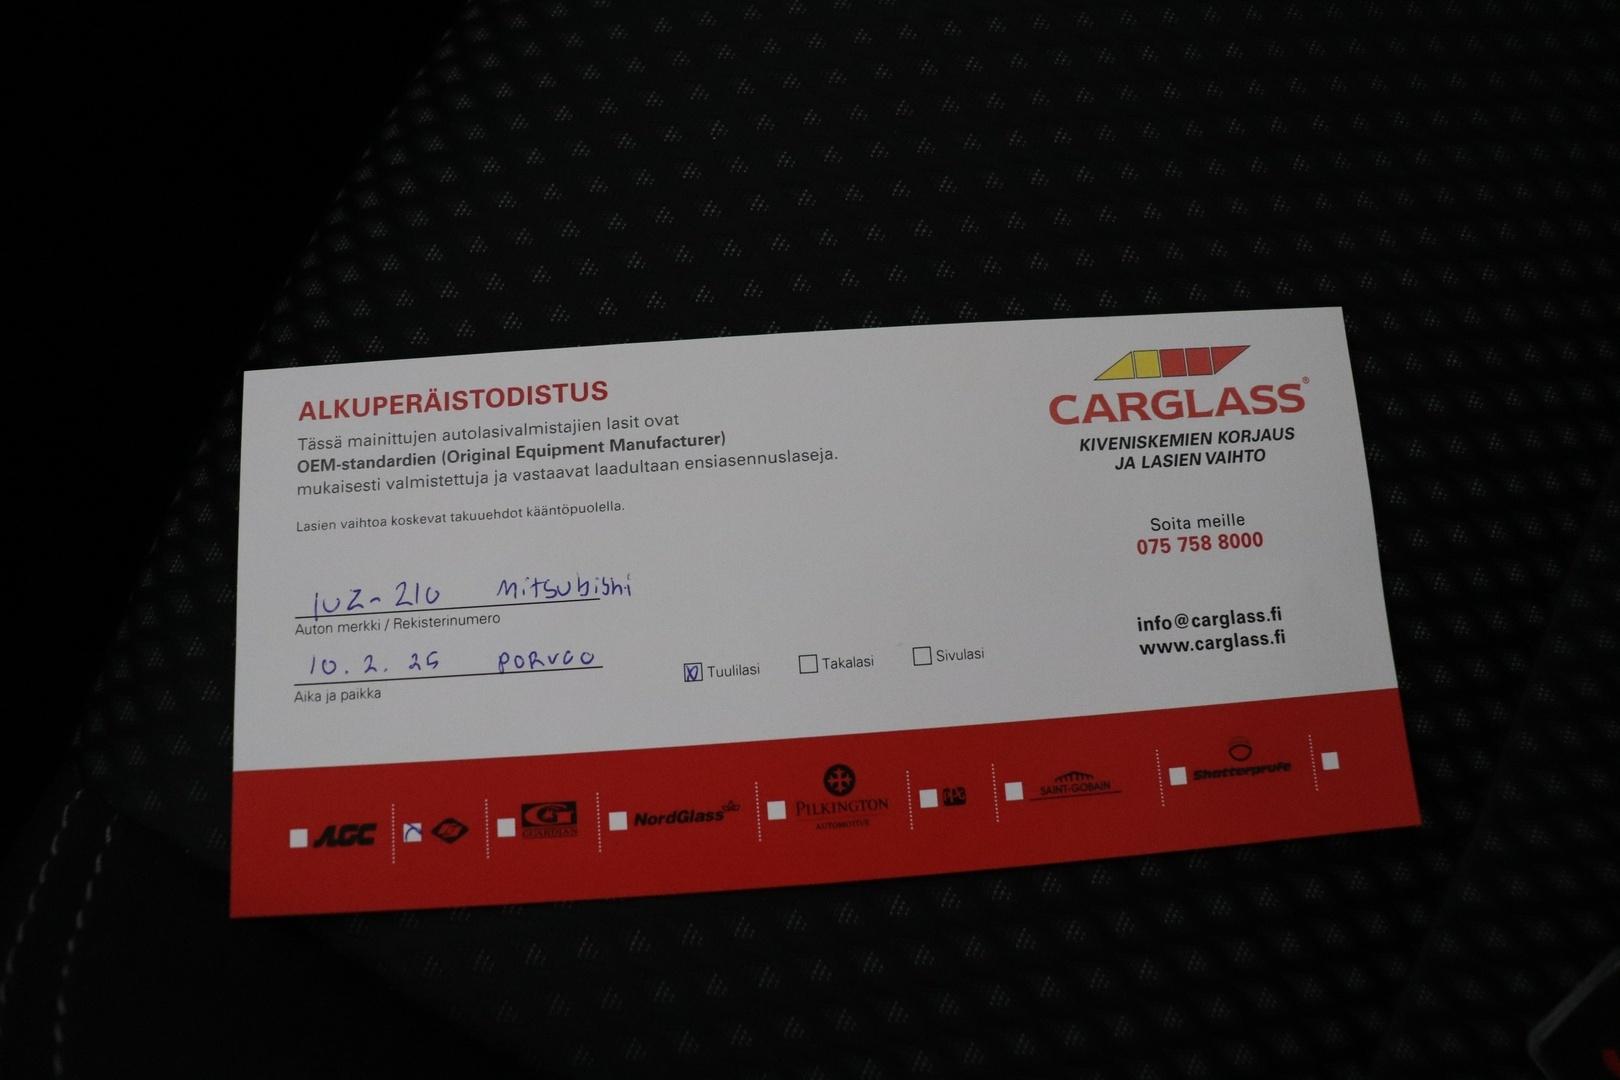 ALKUPERÄISTODISTUS
Tässä mainittujen autolasivalmistajien lasit ovat
OEM-standardien (Original Equipment Manufacturer)
mukaisesti valmistettuja ja vastaavat laadultaan ensiasennuslaseja.
Lasien vaihtoa koskevat takuuehdot kääntöpuolella.
IUZ-210 Mitsubishi
Auton merkki / Rekisterinumero
10.2.25 PORVOO
Aika ja paikka
Tuulilasi Takalasi Sivulasi
CARGLASS®
KIVENISKEMIEN KORJAUS
JA LASIEN VAIHTO
Soita meille
075 758 8000
info@carglass.fi
www.carglass.fi
AGC
GUARDIAN
NordGlass
PILKINGTON
AUTOMOTIVE
PPG
SAINT-GOBAIN
Shatterprufe